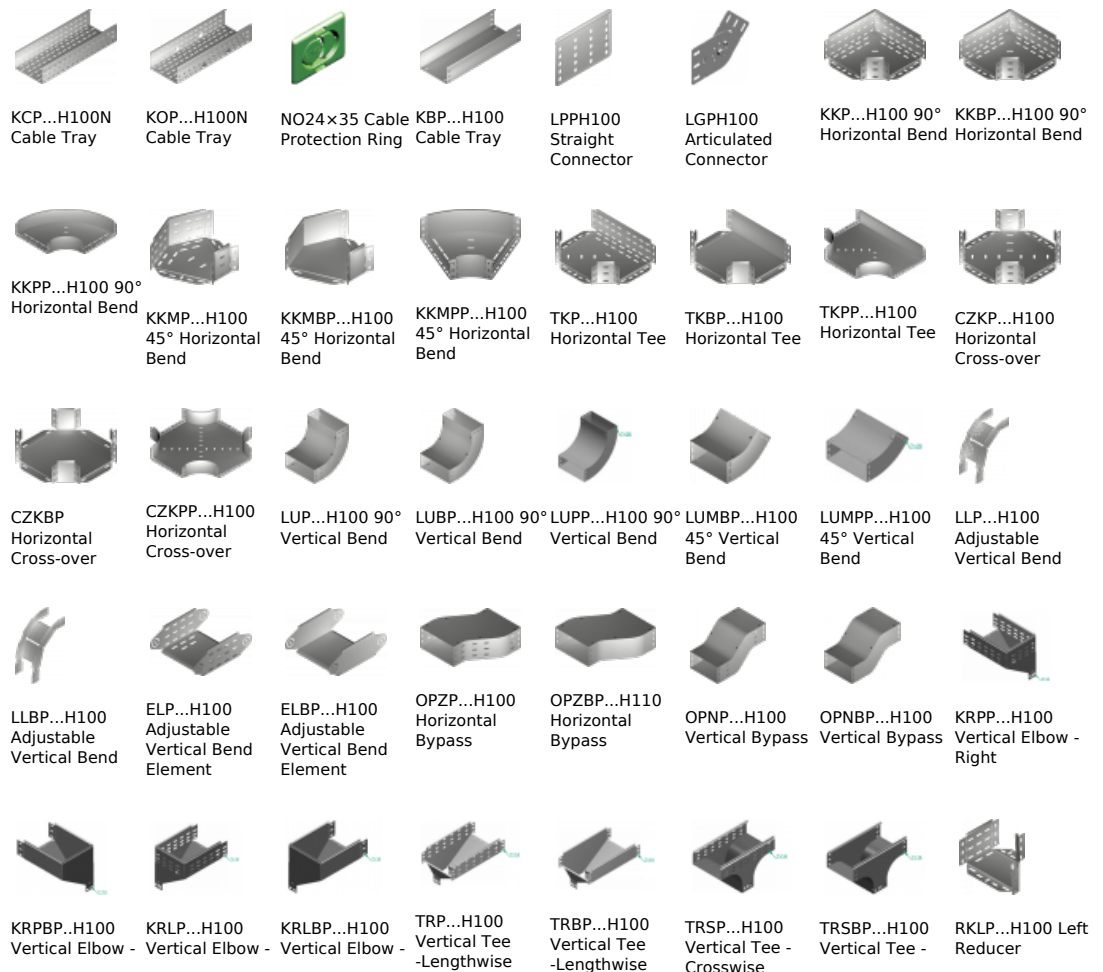 KCP...H100N
Cable Tray
KOP...H100N
Cable Tray
NO24×35 Cable
Protection Ring
KBP...H100
Cable Tray
LPPH100
Straight
Connector
LGPH100
Articulated
Connector
KKP...H100 90°
Horizontal Bend
KKBP...H100 90°
Horizontal Bend
KKPP...H100 90°
Horizontal Bend
KKMP...H100
45° Horizontal
Bend
KKMBP...H100
45° Horizontal
Bend
KKMPP...H100
45° Horizontal
Bend
TKP...H100
Horizontal Tee
TKBP...H100
Horizontal Tee
TKPP...H100
Horizontal Tee
CZKP...H100
Horizontal
Cross-over
CZKBP
Horizontal
Cross-over
CZKPP...H100
Horizontal
Cross-over
LUP...H100 90°
Vertical Bend
LUBP...H100 90°
Vertical Bend
LUPP...H100 90°
Vertical Bend
LUMBP...H100
45° Vertical
Bend
LUMPP...H100
45° Vertical
Bend
LLP...H100
Adjustable
Vertical Bend
LLBP...H100
Adjustable
Vertical Bend
ELP...H100
Adjustable
Vertical Bend
Element
ELBP...H100
Adjustable
Vertical Bend
Element
OPZP...H100
Horizontal
Bypass
OPZBP...H110
Horizontal
Bypass
OPNP...H100
Vertical Bypass
OPNBP...H100
Vertical Bypass
KRPP...H100
Vertical Elbow -
Right
KRPBP...H100
Vertical Elbow -
KRLP...H100
Vertical Elbow -
KRLBP...H100
Vertical Elbow -
TRP...H100
Vertical Tee
-Lengthwise
TRBP...H100
Vertical Tee
-Lengthwise
TRSP...H100
Vertical Tee -
Crosswise
TRSBP...H100
Vertical Tee -
RKLP...H100 Left
Reducer